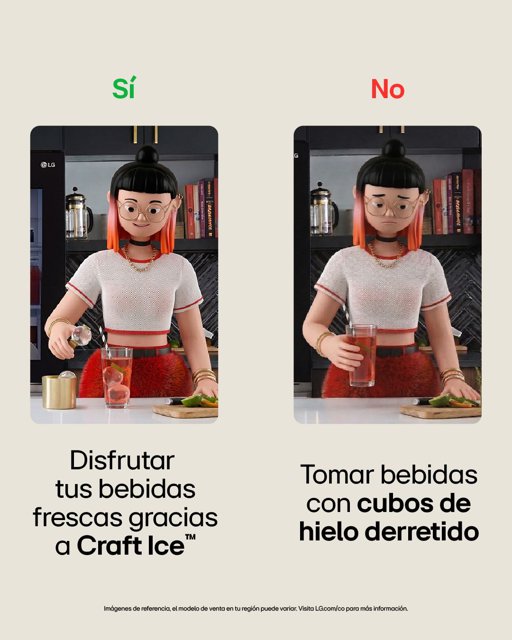 Sí
No
LG
G
Disfrutar
tus bebidas
frescas gracias
a Craft Ice™
Tomar bebidas
con cubos de
hielo derretido
Imágenes de referencia, el modelo de venta en tu región puede variar. Visita LG.com/co para más información.